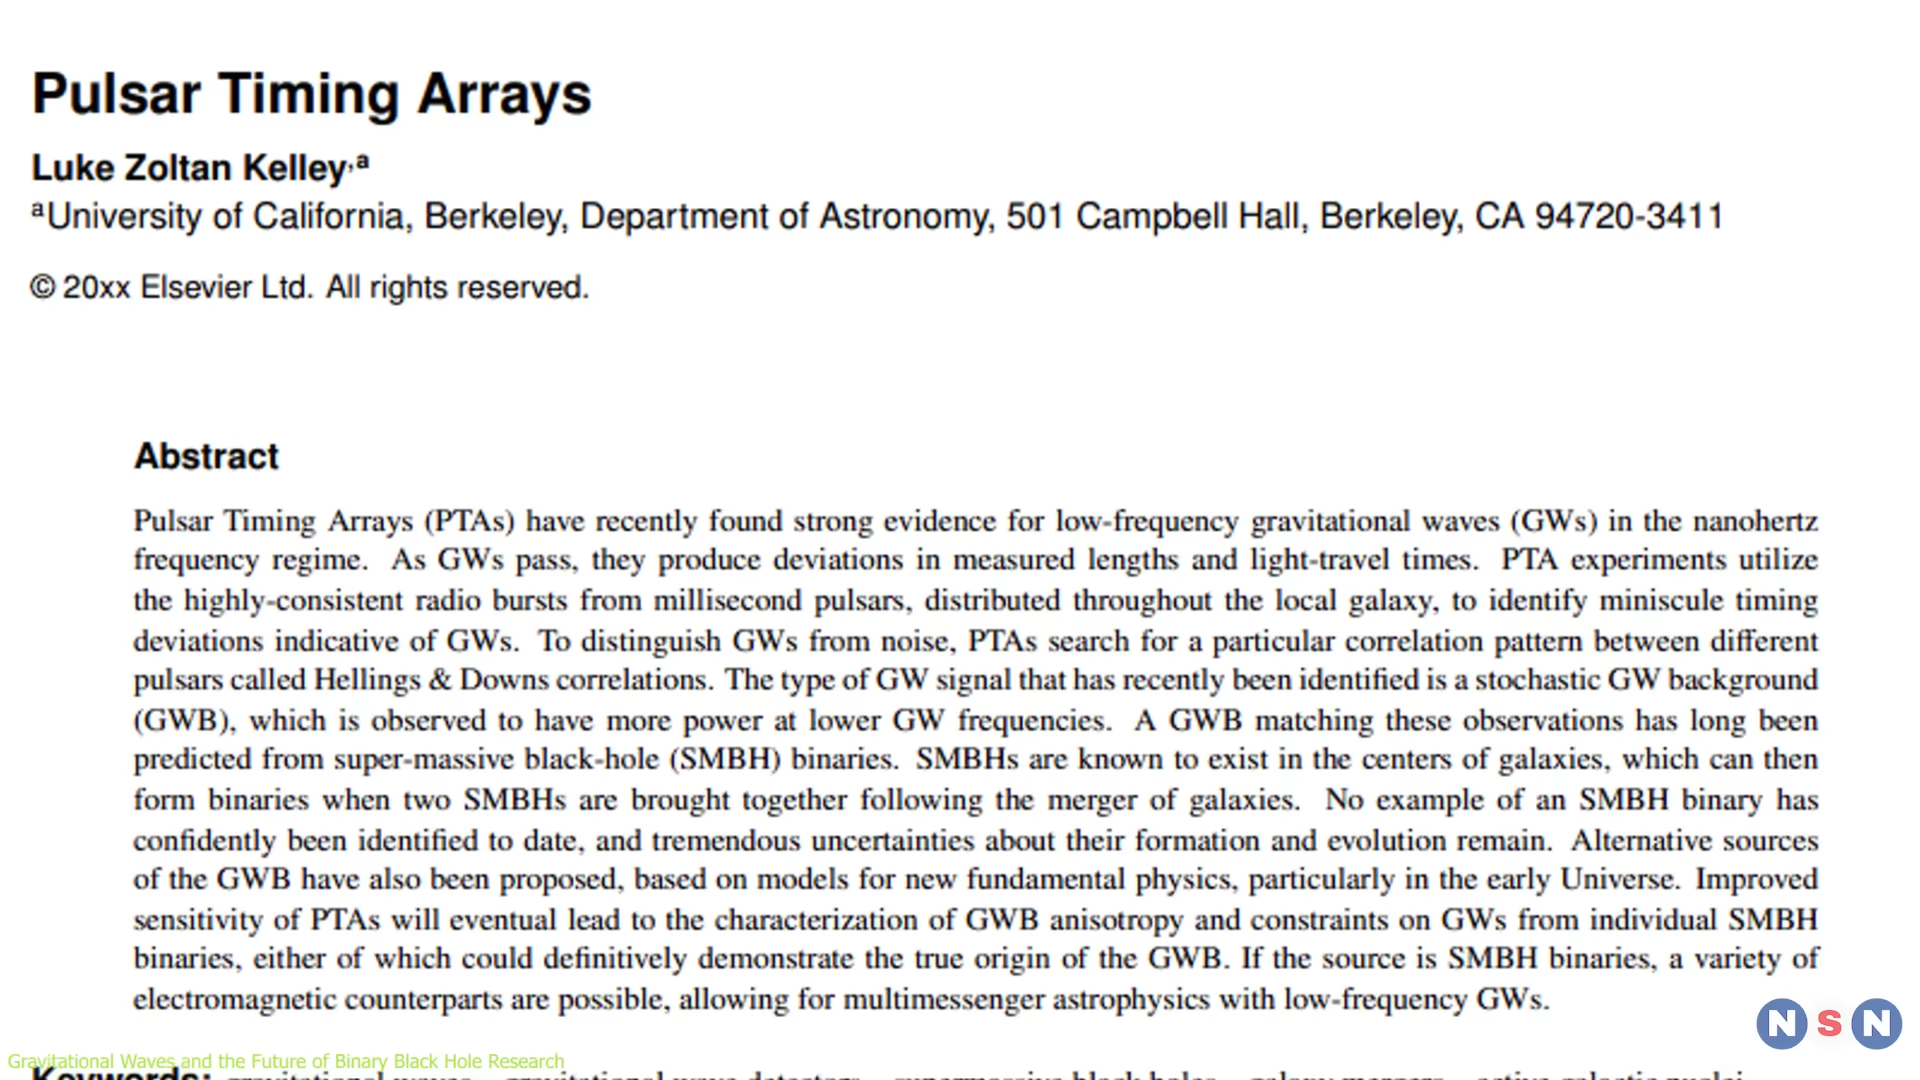 Pulsar Timing Arrays
Luke Zoltan Kelley,a
aUniversity of California, Berkeley, Department of Astronomy, 501 Campbell Hall, Berkeley, CA 94720-3411
© 20xx Elsevier Ltd. All rights reserved.
Abstract
Pulsar Timing Arrays (PTAs) have recently found strong evidence for low-frequency gravitational waves (GWs) in the nanohertz
frequency regime. As GWs pass, they produce deviations in measured lengths and light-travel times. PTA experiments utilize
the highly-consistent radio bursts from millisecond pulsars, distributed throughout the local galaxy, to identify miniscule timing
deviations indicative of GWs. To distinguish GWs from noise, PTAs search for a particular correlation pattern between different
pulsars called Hellings & Downs correlations. The type of GW signal that has recently been identified is a stochastic GW background
(GWB), which is observed to have more power at lower GW frequencies. A GWB matching these observations has long been
predicted from super-massive black-hole (SMBH) binaries. SMBHs are known to exist in the centers of galaxies, which can then
form binaries when two SMBHs are brought together following the merger of galaxies. No example of an SMBH binary has
confidently been identified to date, and tremendous uncertainties about their formation and evolution remain. Alternative sources
of the GWB have also been proposed, based on models for new fundamental physics, particularly in the early Universe. Improved
sensitivity of PTAs will eventual lead to the characterization of GWB anisotropy and constraints on GWs from individual SMBH
binaries, either of which could definitively demonstrate the true origin of the GWB. If the source is SMBH binaries, a variety of
electromagnetic counterparts are possible, allowing for multimessenger astrophysics with low-frequency GWs.
N S N
Gravitational Waves and the Future of Binary Black Hole Research
Keywords: gravitational waves – gravitational wave detectors – supermassive black holes – galaxy mergers – active galactic nuclei